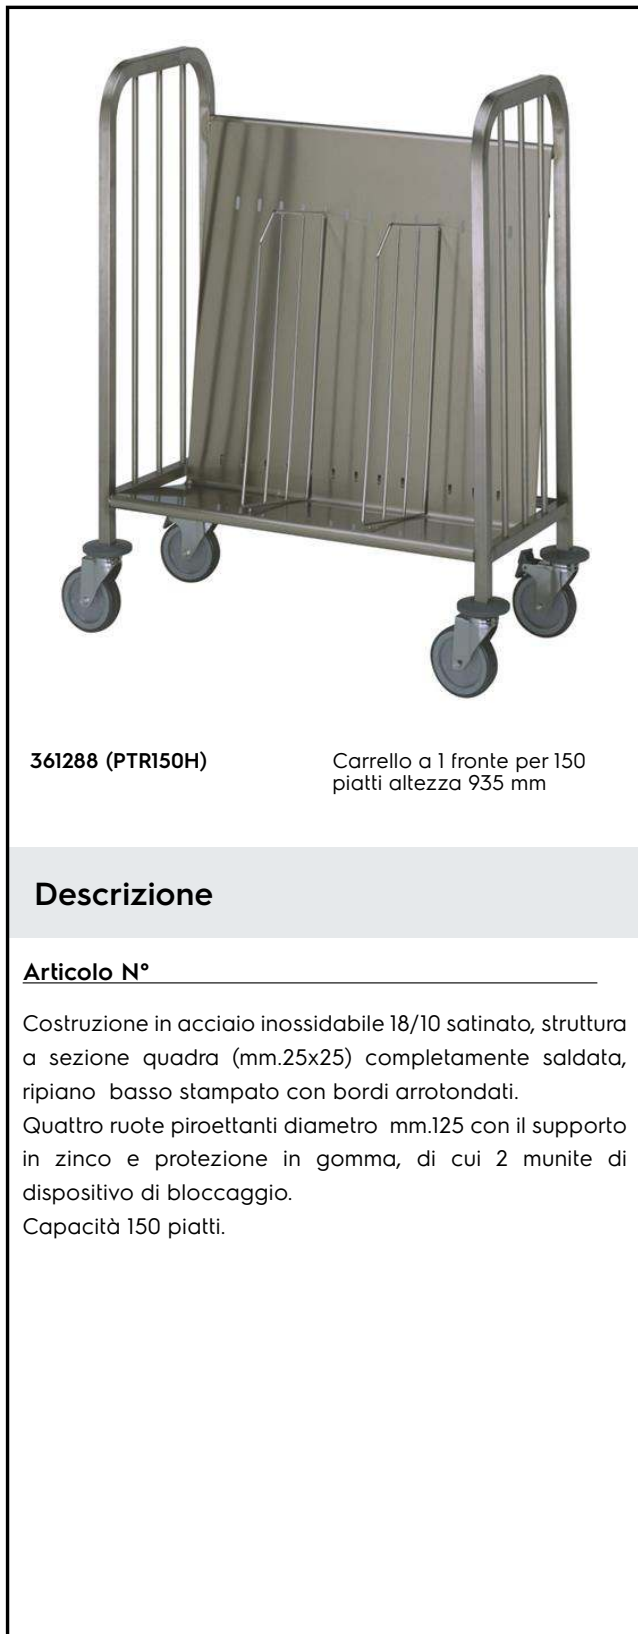 361288 (PTR150H)
Carrello a 1 fronte per 150
piatti altezza 935 mm
Descrizione
Articolo N°
Costruzione in acciaio inossidabile 18/10 satinato, struttura
a sezione quadra (mm.25x25) completamente saldata,
ripiano basso stampato con bordi arrotondati.
Quattro ruote piroettanti diametro mm.125 con il supporto
in zinco e protezione in gomma, di cui 2 munite di
dispositivo di bloccaggio.
Capacità 150 piatti.